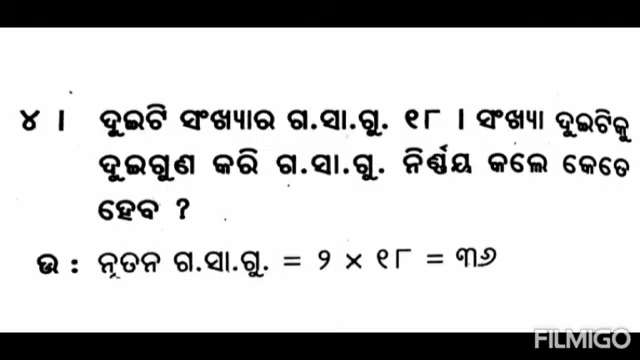 ୪ । ଦୁଇଟି ସଂଖ୍ୟାର ଗ.ସା.ଗୁ. ୧୮ । ସଂଖ୍ୟା ଦୁଇଟିକୁ
ଦୁଇଗୁଣ କରି ଗ.ସା.ଗୁ. ନିର୍ଣ୍ଣୟ କଲେ କେତେ
ହେବ ?
ଉ : ନୂତନ ଗ.ସା.ଗୁ. = ୨ × ୧୮ = ୩୬
FILMIGO